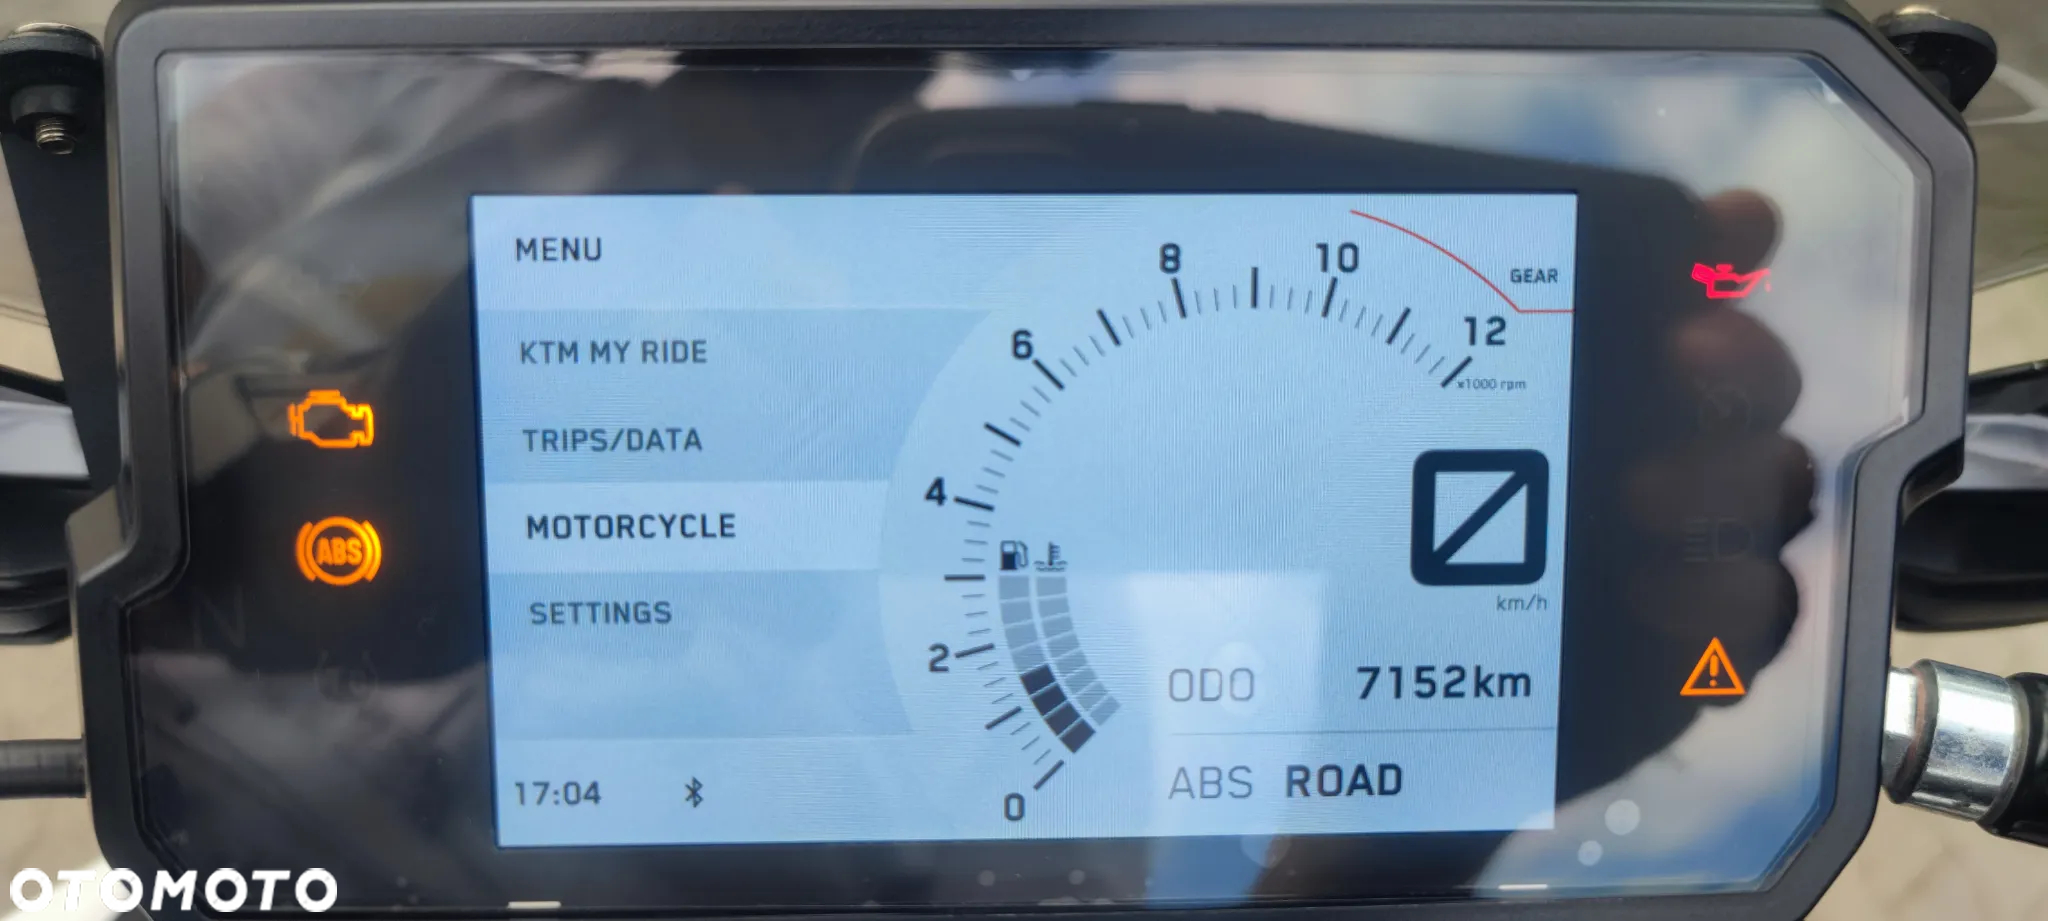 MENU
KTM MY RIDE
TRIPS/DATA
MOTORCYCLE
SETTINGS
17:04
0
2
4
6
8
10
12
x1000 rpm
GEAR
km/h
ODO 7152km
ABS ROAD
ABS
N
OTOMOTO